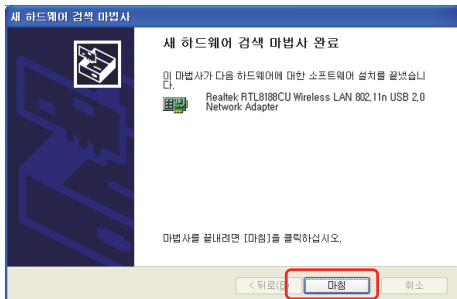 새 하드웨어 검색 마법사
새 하드웨어 검색 마법사 완료
이 마법사가 다음 하드웨어에 대한 소프트웨어 설치를 끝냈습니
다.
Realtek RTL8188CU Wireless LAN 802,11n USB 2,0
Network Adapter
마법사를 끝내려면 [마침]을 클릭하십시오.
< 뒤로(B 마침 취소